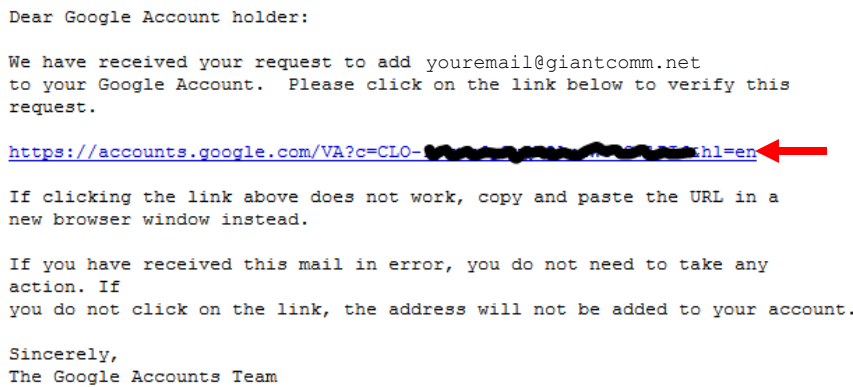 Dear Google Account holder:
We have received your request to add youremail@giantcomm.net
to your Google Account.  Please click on the link below to verify this
request.
https://accounts.google.com/VA?c=CLO- hl=en
If clicking the link above does not work, copy and paste the URL in a
new browser window instead.
If you have received this mail in error, you do not need to take any
action. If
you do not click on the link, the address will not be added to your account.
Sincerely,
The Google Accounts Team